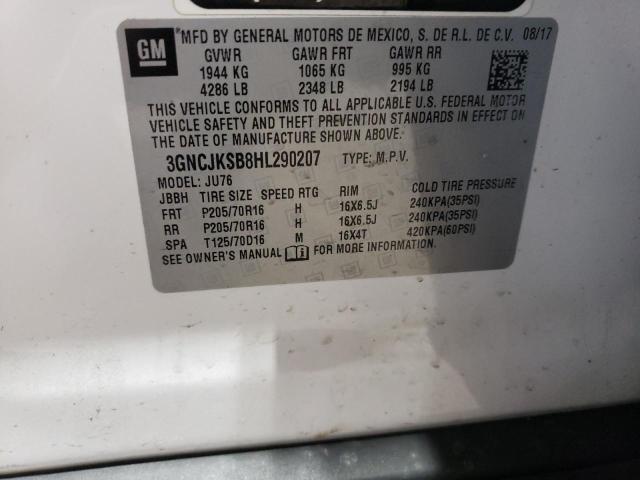 GM
*MFD BY GENERAL MOTORS DE MEXICO, S. DE R.L. DE C.V. 08/17
GVWR GAWR FRT GAWR RR
1944 KG 1065 KG 995 KG
4286 LB 2348 LB 2194 LB
THIS VEHICLE CONFORMS TO ALL APPLICABLE U.S. FEDERAL MOTOR
VEHICLE SAFETY AND THEFT PREVENTION STANDARDS IN EFFECT ON
THE DATE OF MANUFACTURE SHOWN ABOVE.
3GNCJKSB8HL290207 TYPE: M.P.V.
MODEL: JU76
JBBH TIRE SIZE SPEED RTG RIM COLD TIRE PRESSURE
FRT P205/70R16 H 16X6.5J 240KPA(35PSI)
RR P205/70R16 H 16X6.5J 240KPA(35PSI)
SPA T125/70D16 M 16X4T 420KPA(60PSI)
SEE OWNER'S MANUAL FOR MORE INFORMATION.